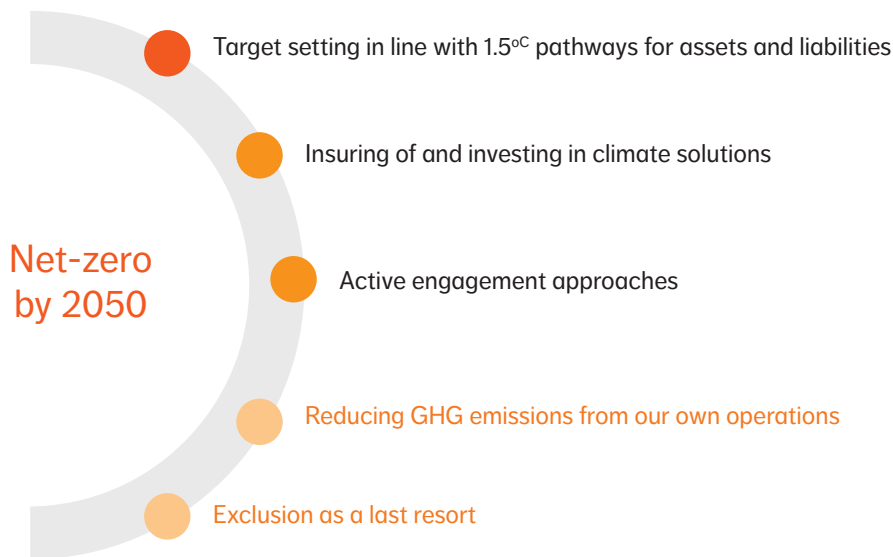 Target setting in line with 1.5ºC pathways for assets and liabilities
Insuring of and investing in climate solutions
Net-zero
by 2050
Active engagement approaches
Reducing GHG emissions from our own operations
Exclusion as a last resort